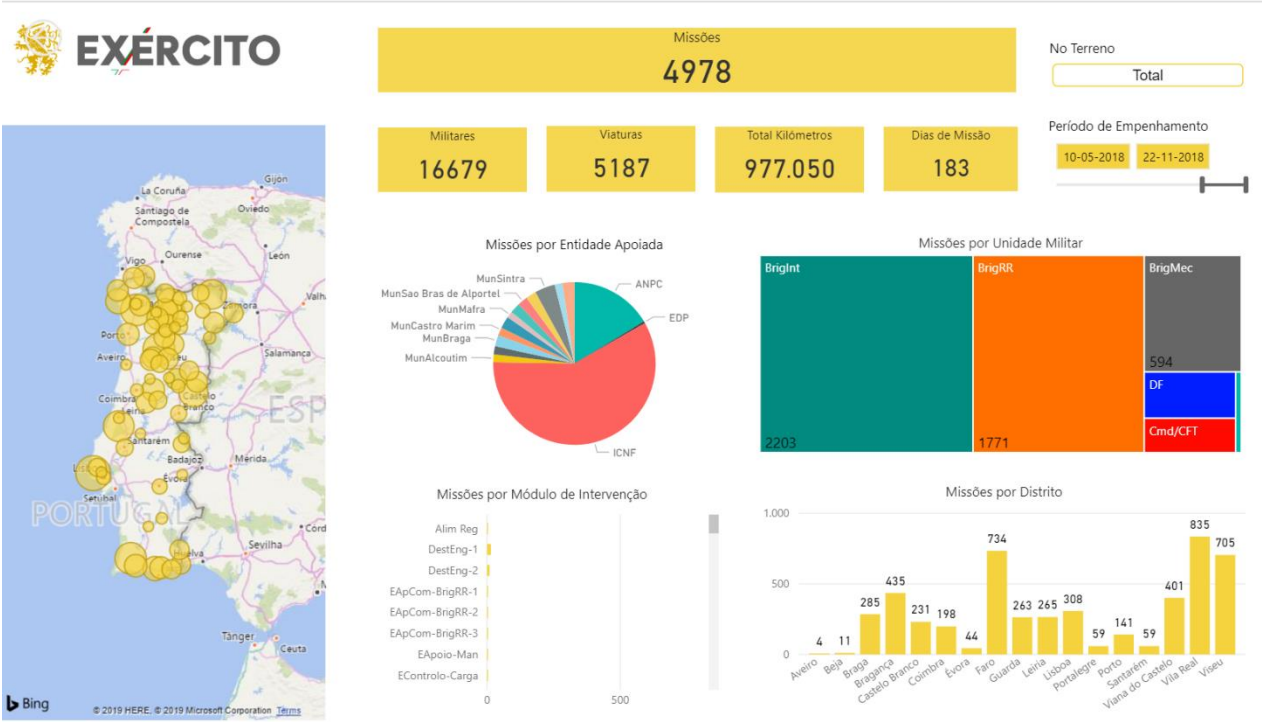 EXÉRCITO
Missões
4978
No Terreno
Total
Militares
16679
Viaturas
5187
Total Kilómetros
977.050
Dias de Missão
183
Período de Empenhamento
10-05-2018
22-11-2018
La Coruña
Gijón
Santiago de
Compostela
Oviedo
Vigo
Ourense
León
Zamora
Porto
Aveiro
Salamanca
Coimbra
Castelo
Branco
Leiria
ESP
Santarém
Badajoz
Mérida
Évora
Setúbal
PORTUGAL
Huelva
Sevilha
Tânger
Ceuta
Bing
© 2019 HERE, © 2019 Microsoft Corporation Terms
Missões por Entidade Apoiada
MunSintra
MunSao Bras de Alportel
MunMafra
MunCastro Marim
MunBraga
MunAlcoutim
ANPC
EDP
ICNF
Missões por Unidade Militar
BrigInt
2203
BrigRR
1771
BrigMec
594
DF
Cmd/CFT
Missões por Módulo de Intervenção
Alim Reg
DestEng-1
DestEng-2
EApCom-BrigRR-1
EApCom-BrigRR-2
EApCom-BrigRR-3
EApoio-Man
EControlo-Carga
0
500
Missões por Distrito
1.000
500
0
4
11
285
435
231
198
44
734
263
265
308
59
141
59
401
835
705
Aveiro
Beja
Braga
Bragança
Castelo Branco
Coimbra
Évora
Faro
Guarda
Leiria
Lisboa
Portalegre
Porto
Santarém
Viana do Castelo
Vila Real
Viseu